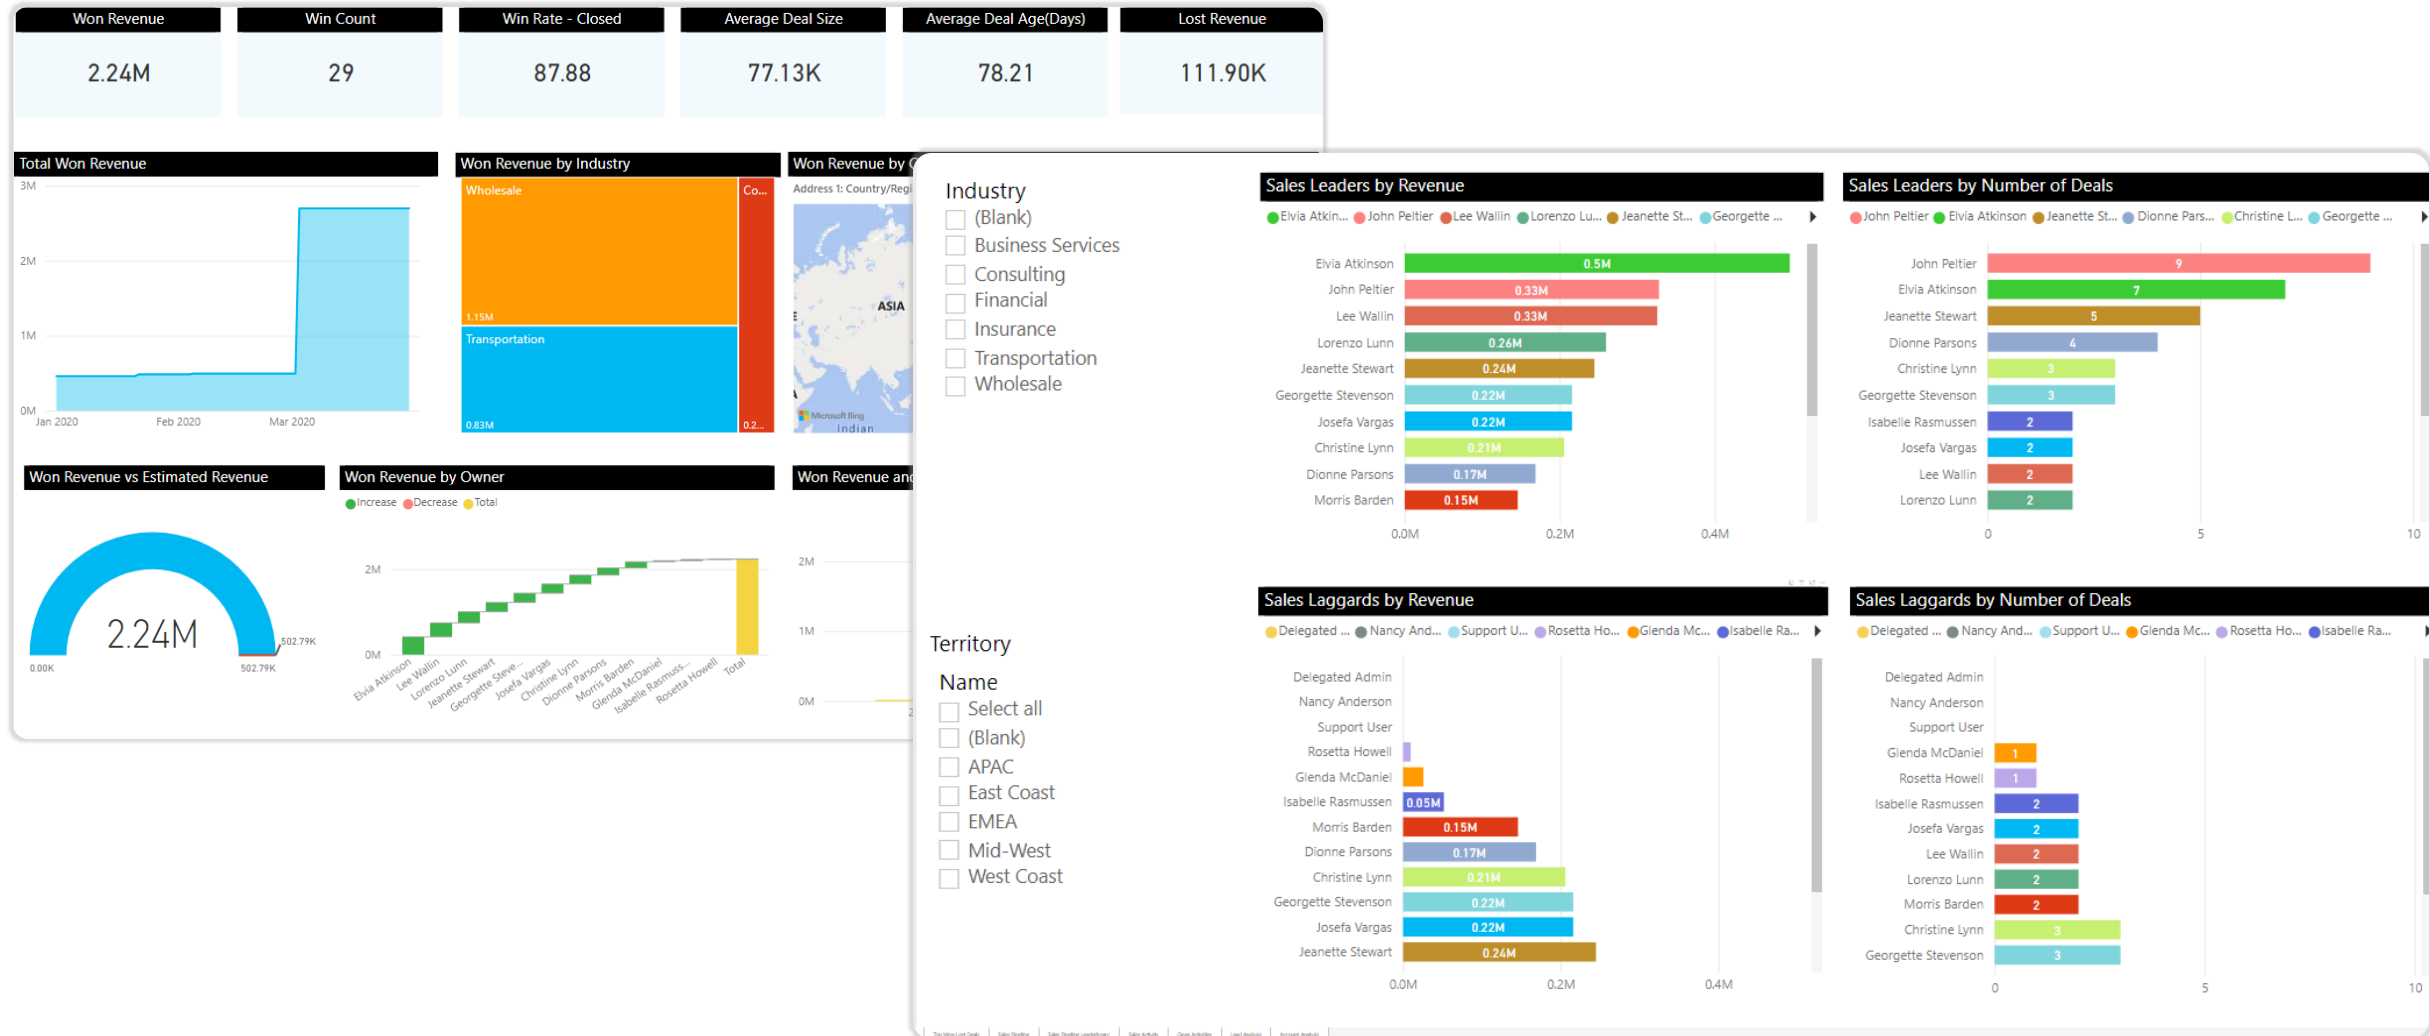 Won Revenue
2.24M
Win Count
29
Win Rate - Closed
87.88
Average Deal Size
77.13K
Average Deal Age(Days)
78.21
Lost Revenue
111.90K
Total Won Revenue
3M
2M
1M
0M
Jan 2020 Feb 2020 Mar 2020
Won Revenue by Industry
Wholesale
1.15M
Transportation
0.83M
Co...
0.2...
Won Revenue by
Address 1: Country/Regi
ASIA
Microsoft Bing
Indian
Won Revenue vs Estimated Revenue
2.24M
502.79K
0.00K
502.79K
Won Revenue by Owner
Increase Decrease Total
2M
0M
Elvia Atkinson
Lee Wallin
Lorenzo Lunn
Jeanette Stewart
Georgette Steve...
Josefa Vargas
Christine Lynn
Dionne Parsons
Morris Barden
Glenda McDaniel
Isabelle Rasmuss...
Rosetta Howell
Total
Won Revenue and
2M
1M
0M
Industry
(Blank)
Business Services
Consulting
Financial
Insurance
Transportation
Wholesale
Territory
Name
Select all
(Blank)
APAC
East Coast
EMEA
Mid-West
West Coast
Sales Leaders by Revenue
Elvia Atkin... John Peltier Lee Wallin Lorenzo Lu... Jeanette St... Georgette ...
Elvia Atkinson 0.5M
John Peltier 0.33M
Lee Wallin 0.33M
Lorenzo Lunn 0.26M
Jeanette Stewart 0.24M
Georgette Stevenson 0.22M
Josefa Vargas 0.22M
Christine Lynn 0.21M
Dionne Parsons 0.17M
Morris Barden 0.15M
0.0M 0.2M 0.4M
Sales Leaders by Number of Deals
John Peltier Elvia Atkinson Jeanette St... Dionne Pars... Christine L... Georgette ...
John Peltier 9
Elvia Atkinson 7
Jeanette Stewart 5
Dionne Parsons 4
Christine Lynn 3
Georgette Stevenson 3
Isabelle Rasmussen 2
Josefa Vargas 2
Lee Wallin 2
Lorenzo Lunn 2
0 5 10
Sales Laggards by Revenue
Delegated ... Nancy And... Support U... Rosetta Ho... Glenda Mc... Isabelle Ra...
Delegated Admin
Nancy Anderson
Support User
Rosetta Howell
Glenda McDaniel
Isabelle Rasmussen 0.05M
Morris Barden 0.15M
Dionne Parsons 0.17M
Christine Lynn 0.21M
Georgette Stevenson 0.22M
Josefa Vargas 0.22M
Jeanette Stewart 0.24M
0.0M 0.2M 0.4M
Sales Laggards by Number of Deals
Delegated ... Nancy And... Support U... Glenda Mc... Rosetta Ho... Isabelle Ra...
Delegated Admin
Nancy Anderson
Support User
Glenda McDaniel 1
Rosetta Howell 1
Isabelle Rasmussen 2
Josefa Vargas 2
Lee Wallin 2
Lorenzo Lunn 2
Morris Barden 2
Christine Lynn 3
Georgette Stevenson 3
0 5 10